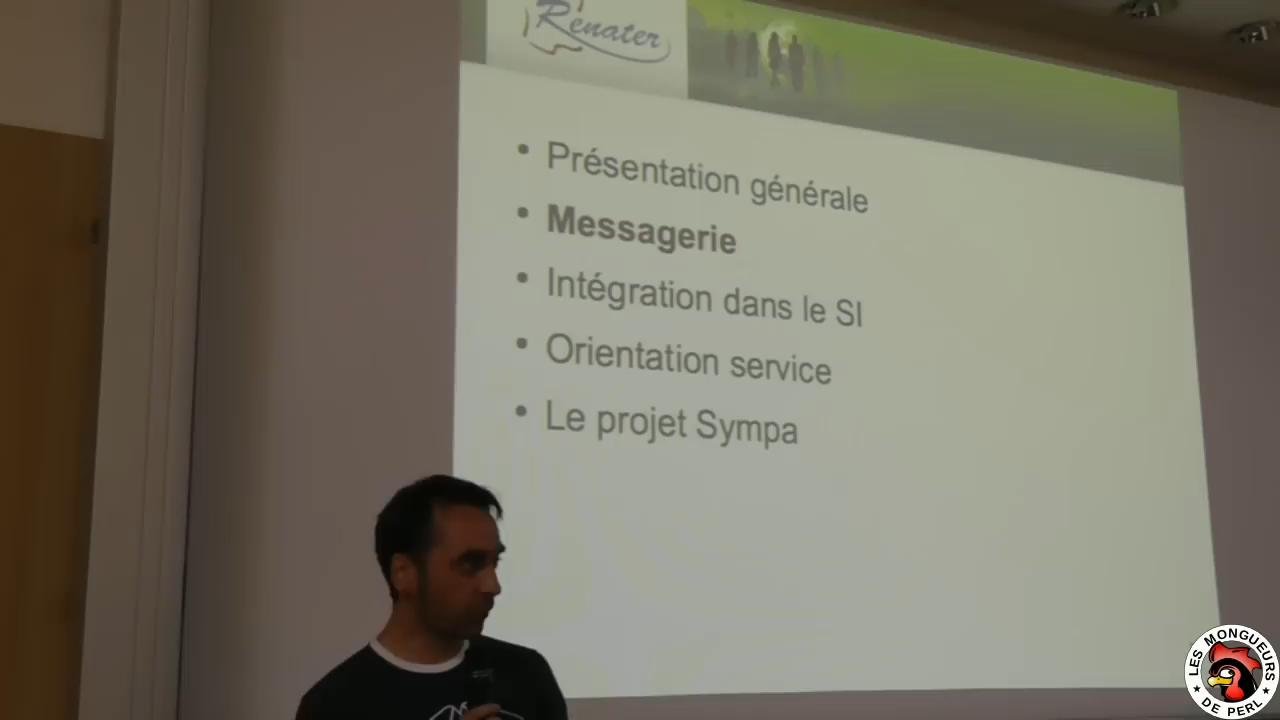 Renater
• Présentation générale
• Messagerie
• Intégration dans le SI
• Orientation service
• Le projet Sympa
LES MONGUEURS
★ DE PERL ★